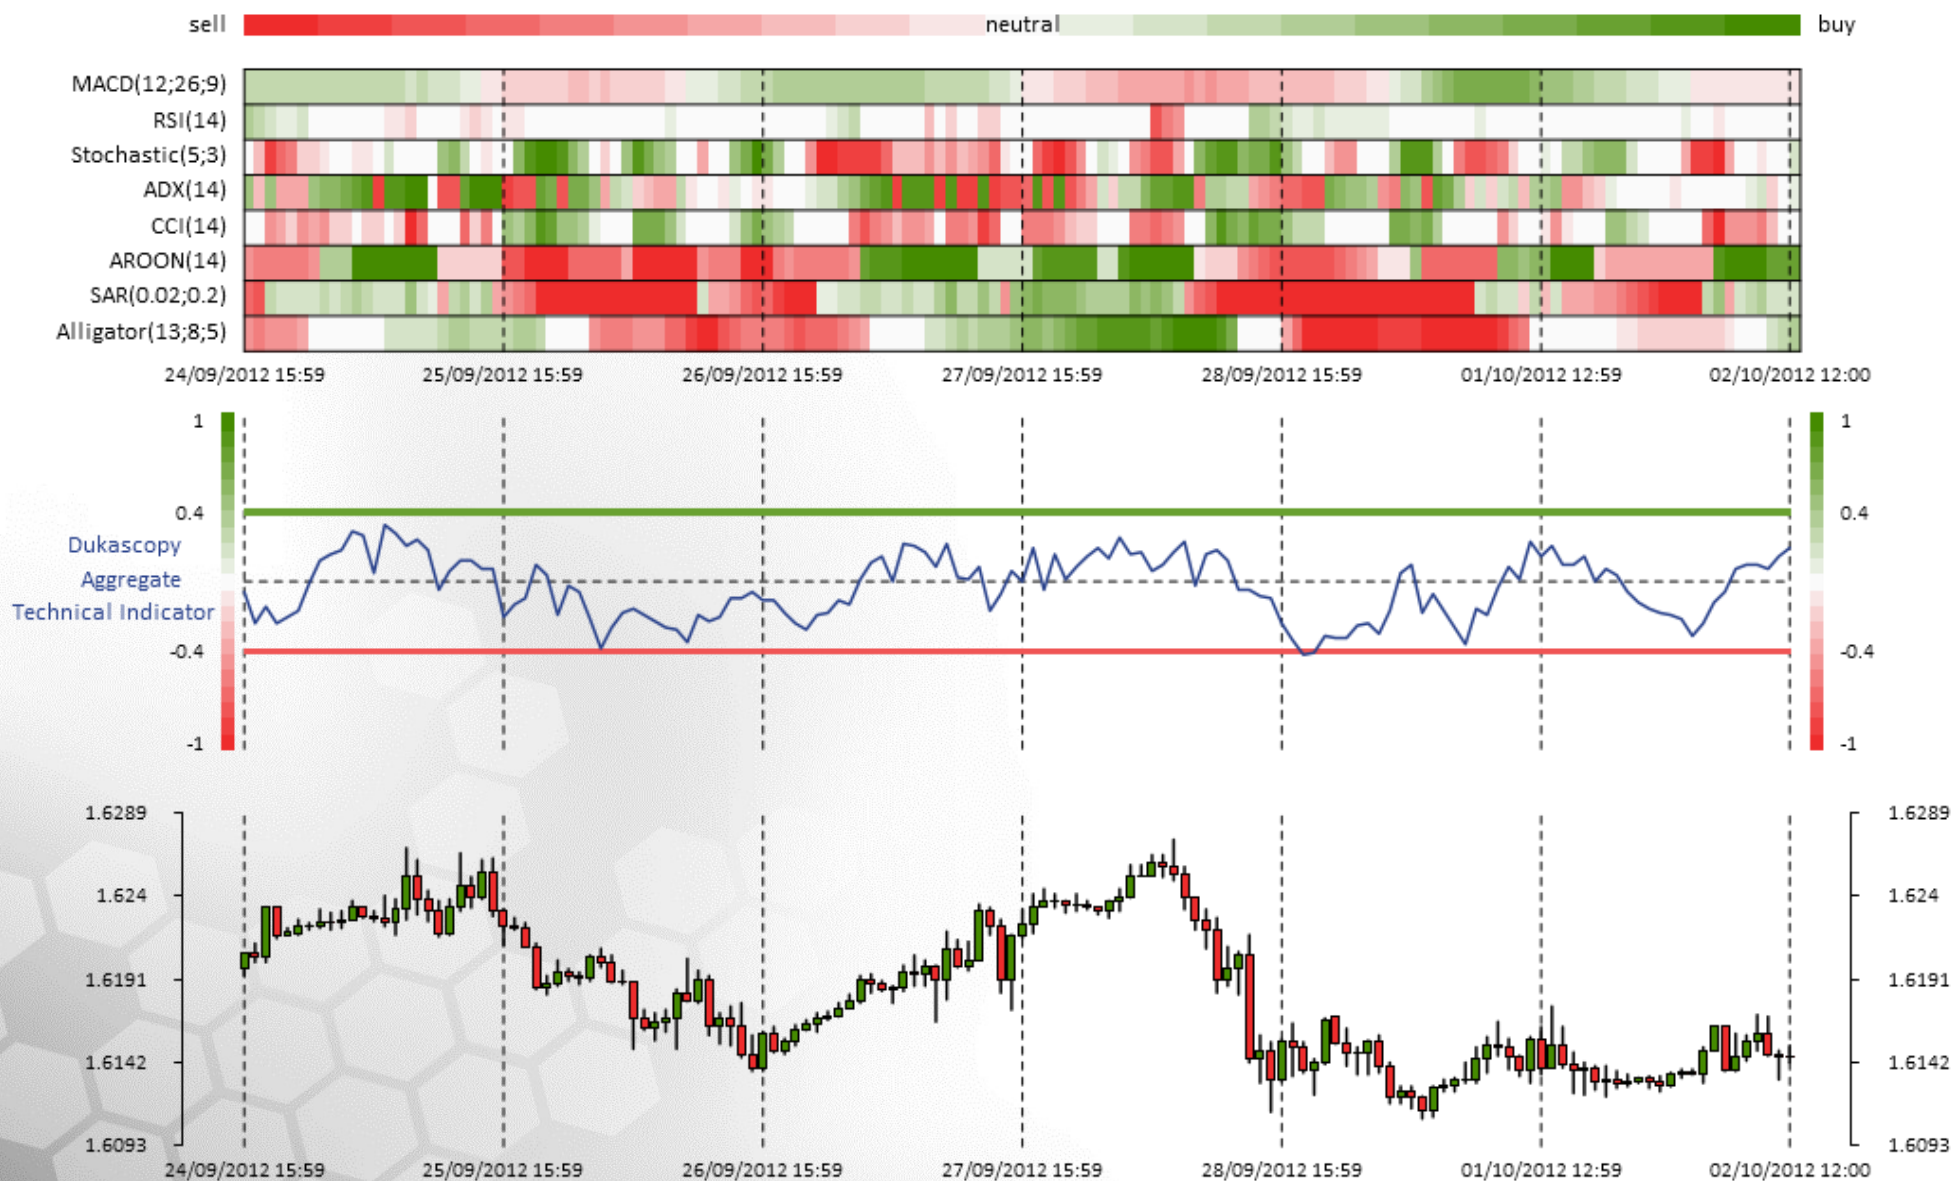 sell neutral buy
MACD(12;26;9)
RSI(14)
Stochastic(5;3)
ADX(14)
CCI(14)
AROON(14)
SAR(0.02;0.2)
Alligator(13;8;5)
24/09/2012 15:59 25/09/2012 15:59 26/09/2012 15:59 27/09/2012 15:59 28/09/2012 15:59 01/10/2012 12:59 02/10/2012 12:00
1 1
0.4 0.4
Dukascopy
Aggregate
Technical Indicator
-0.4 -0.4
-1 -1
1.6289 1.6289
1.624 1.624
1.6191 1.6191
1.6142 1.6142
1.6093 1.6093
24/09/2012 15:59 25/09/2012 15:59 26/09/2012 15:59 27/09/2012 15:59 28/09/2012 15:59 01/10/2012 12:59 02/10/2012 12:00